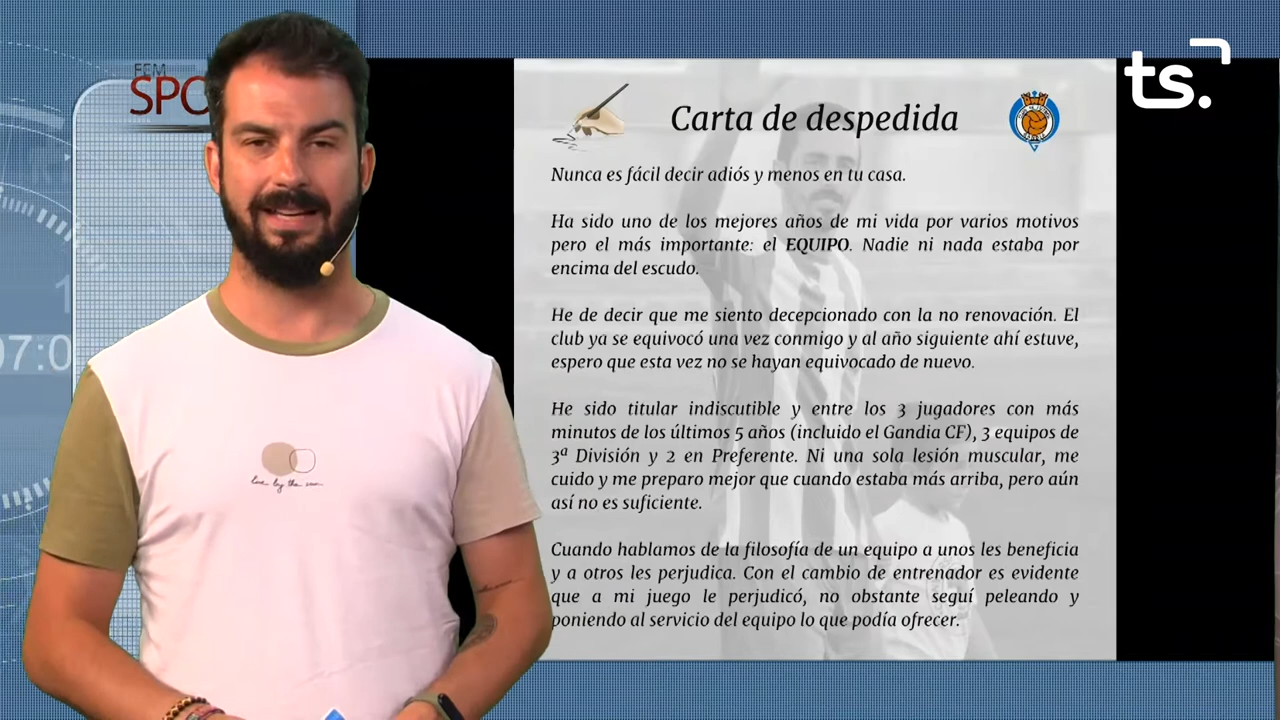 FEM
SPO
ts.
07:0
Carta de despedida
Nunca es fácil decir adiós y menos en tu casa.
Ha sido uno de los mejores años de mi vida por varios motivos
pero el más importante: el EQUIPO. Nadie ni nada estaba por
encima del escudo.
He de decir que me siento decepcionado con la no renovación. El
club ya se equivocó una vez conmigo y al año siguiente ahí estuve,
espero que esta vez no se hayan equivocado de nuevo.
He sido titular indiscutible y entre los 3 jugadores con más
minutos de los últimos 5 años (incluido el Gandia CF), 3 equipos de
3ª División y 2 en Preferente. Ni una sola lesión muscular, me
cuido y me preparo mejor que cuando estaba más arriba, pero aún
así no es suficiente.
Cuando hablamos de la filosofía de un equipo a unos les beneficia
y a otros les perjudica. Con el cambio de entrenador es evidente
que a mi juego le perjudicó, no obstante seguí peleando y
poniendo al servicio del equipo lo que podía ofrecer.
live by the sun